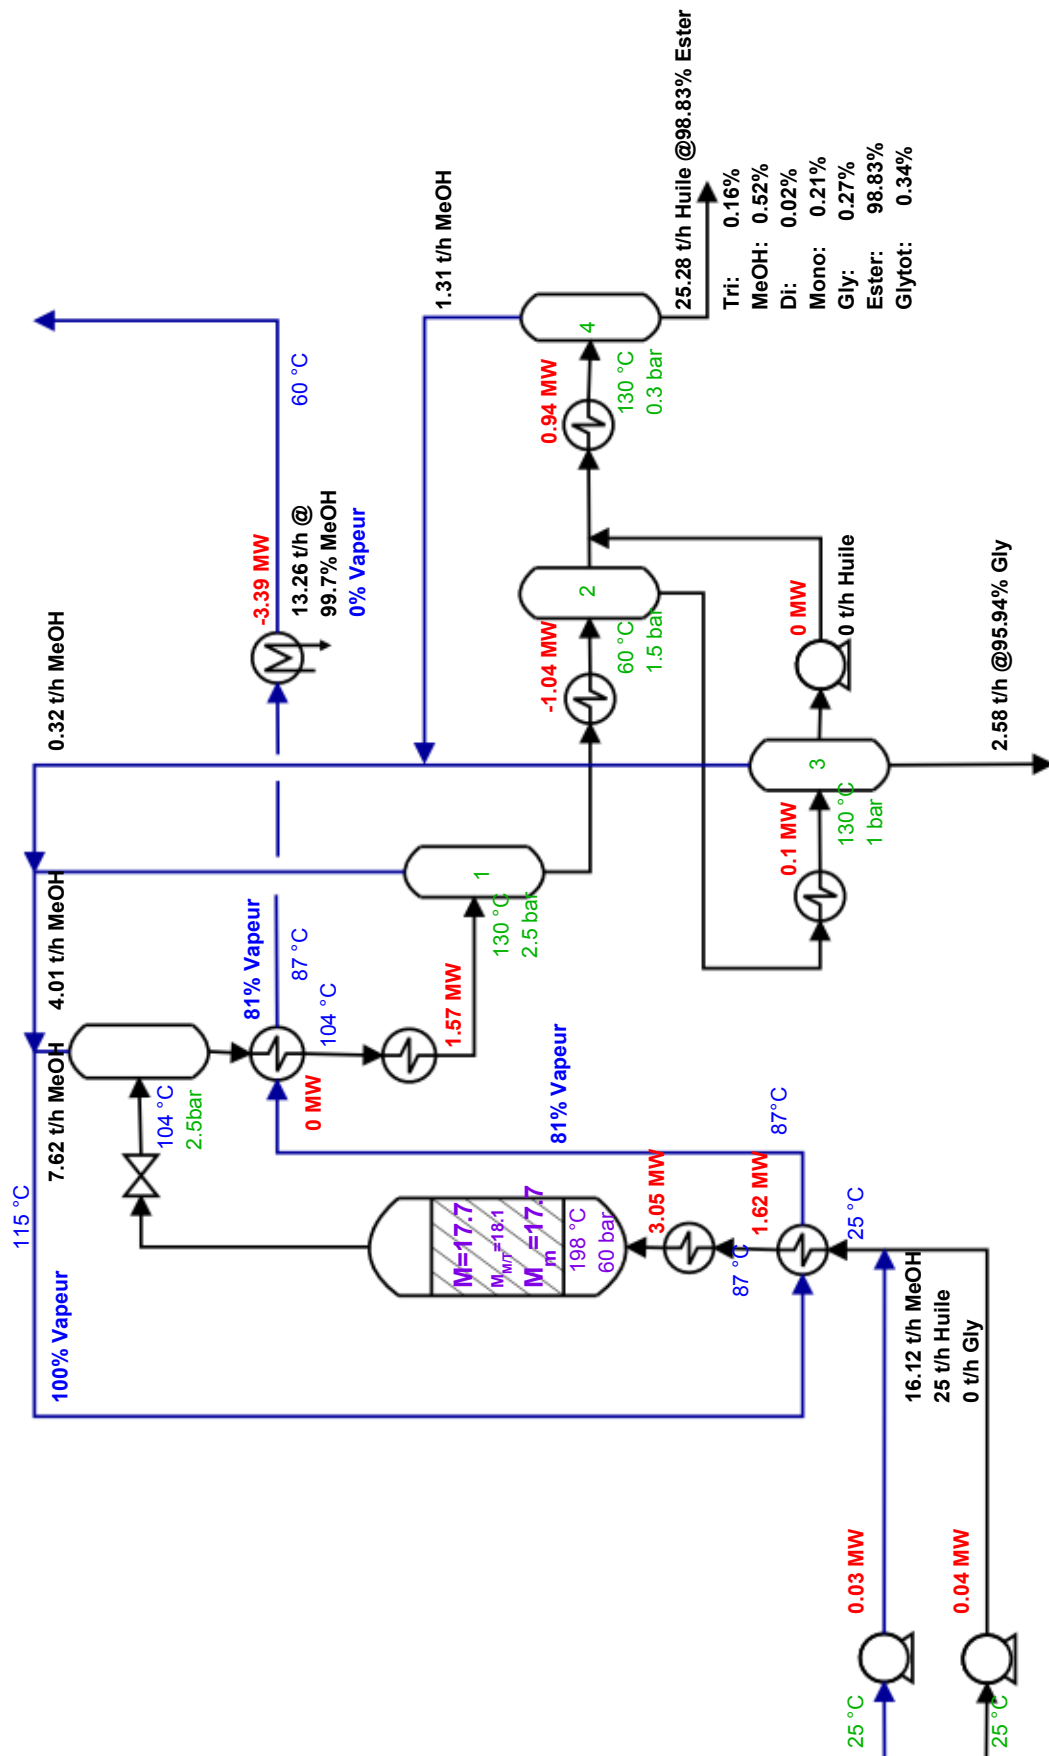 115 °C
100% Vapeur
7.62 t/h MeOH
4.01 t/h MeOH
0.32 t/h MeOH
104 °C
2.5bar
81% Vapeur
87 °C
104 °C
0 MW
1.57 MW
-3.39 MW
13.26 t/h @
99.7% MeOH
0% Vapeur
60 °C
1.31 t/h MeOH
1
130 °C
2.5 bar
M=17.7
M M/T=18.1
M m =17.7
198 °C
60 bar
3.05 MW
87 °C
1.62 MW
81% Vapeur
87°C
25 °C
-1.04 MW
2
60 °C
1.5 bar
0.94 MW
4
130 °C
0.3 bar
25.28 t/h Huile @98.83% Ester
Tri: 0.16%
MeOH: 0.52%
Di: 0.02%
Mono: 0.21%
Gly: 0.27%
Ester: 98.83%
Glytot: 0.34%
0.1 MW
3
130 °C
1 bar
0 MW
0 t/h Huile
2.58 t/h @95.94% Gly
16.12 t/h MeOH
25 t/h Huile
0 t/h Gly
0.03 MW
25 °C
0.04 MW
25 °C